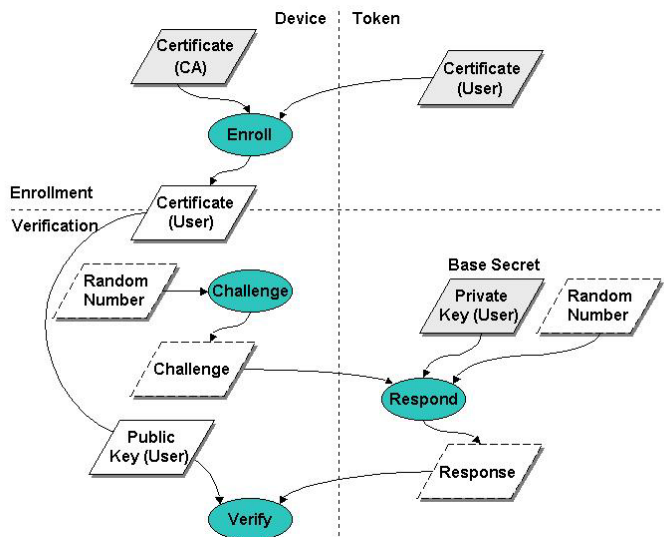 Device
Token
Certificate
(CA)
Certificate
(User)
Enroll
Enrollment
Certificate
(User)
Verification
Base Secret
Random
Number
Challenge
Private
Key (User)
Random
Number
Challenge
Respond
Public
Key (User)
Response
Verify